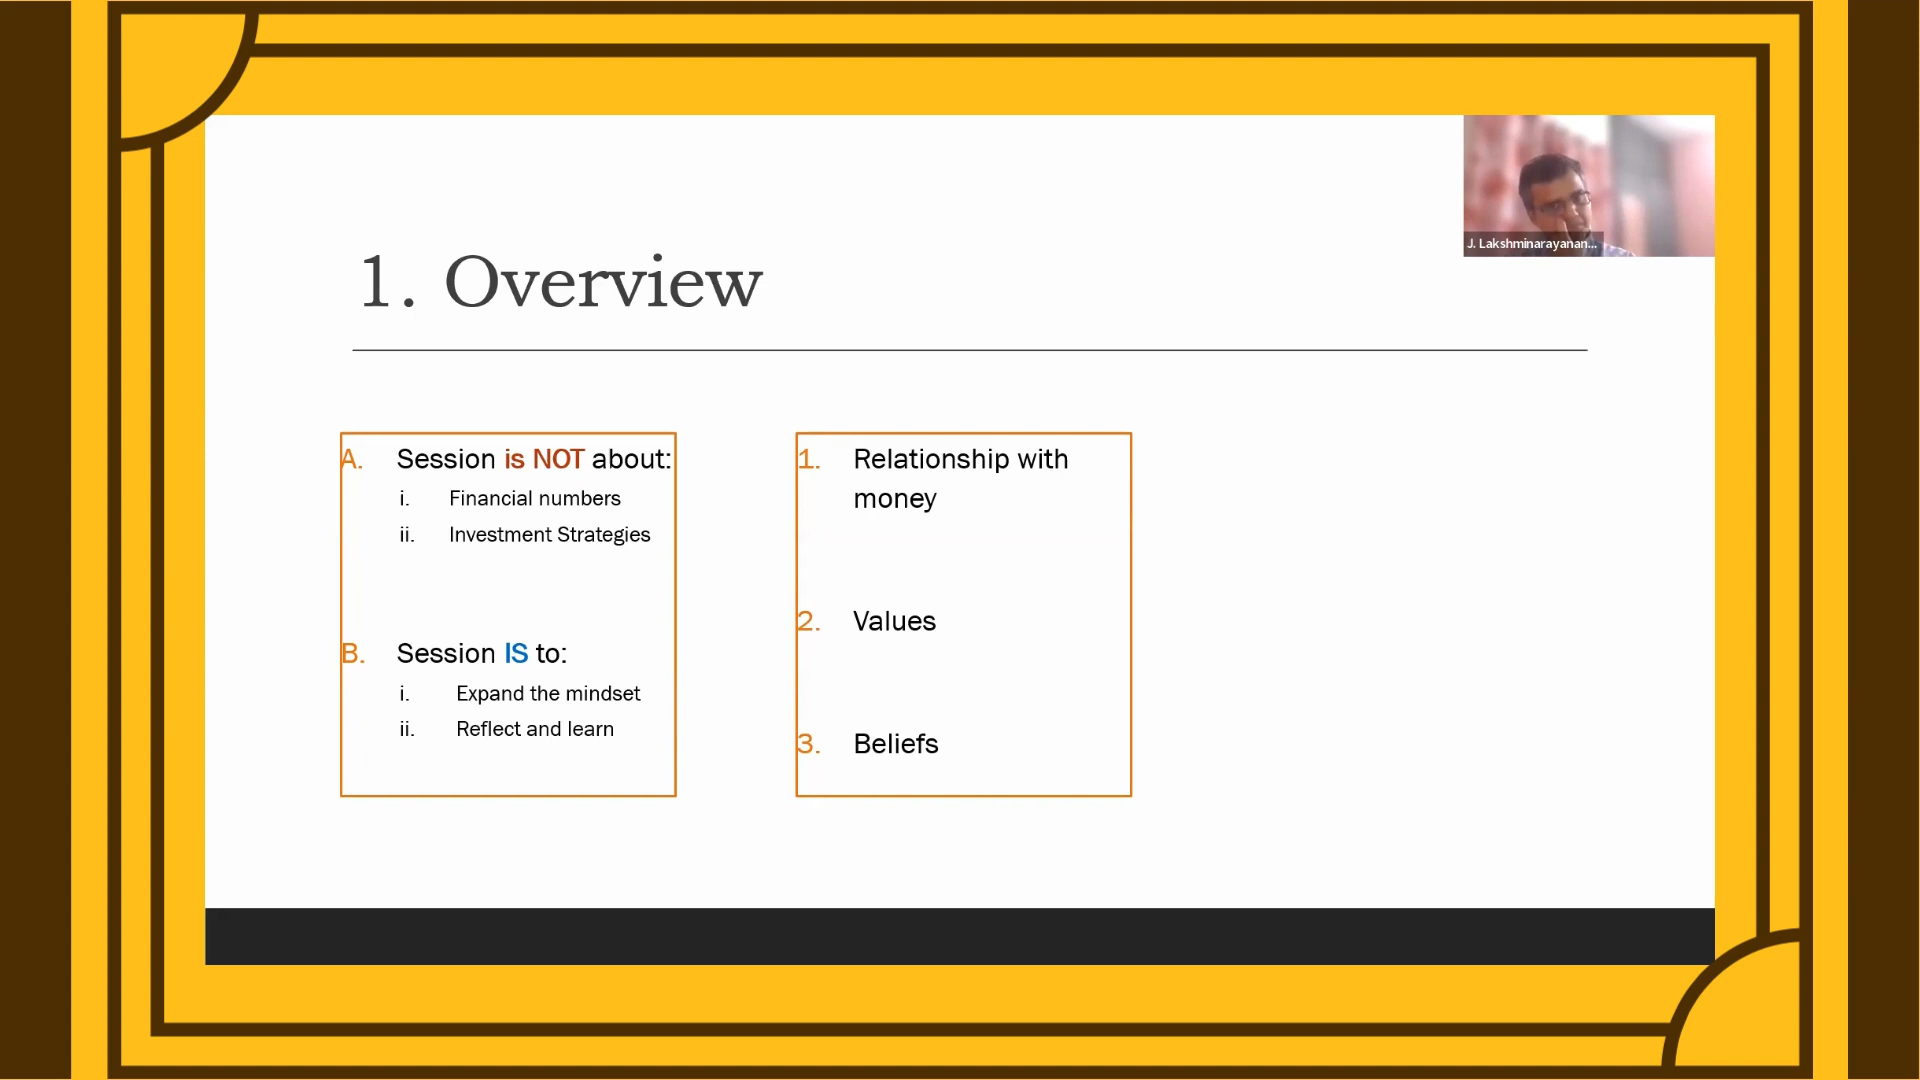 J. Lakshminarayanan...
1. Overview
A. Session is NOT about:
i. Financial numbers
ii. Investment Strategies
B. Session IS to:
i. Expand the mindset
ii. Reflect and learn
1. Relationship with
money
2. Values
3. Beliefs